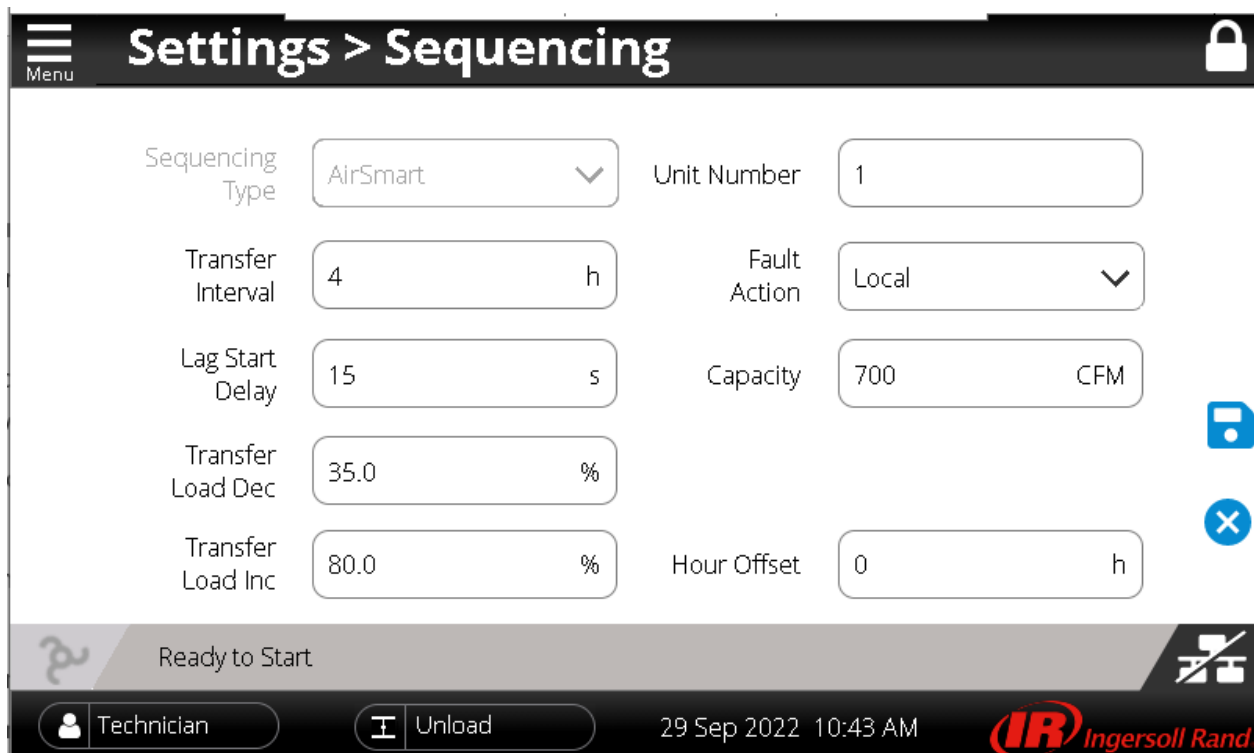 Settings > Sequencing
Menu
Sequencing
Type
AirSmart
Unit Number
1
Transfer
Interval
4 h
Fault
Action
Local
Lag Start
Delay
15 s
Capacity
700 CFM
Transfer
Load Dec
35.0 %
Transfer
Load Inc
80.0 %
Hour Offset
0 h
Ready to Start
Technician
Unload
29 Sep 2022 10:43 AM
IR Ingersoll Rand